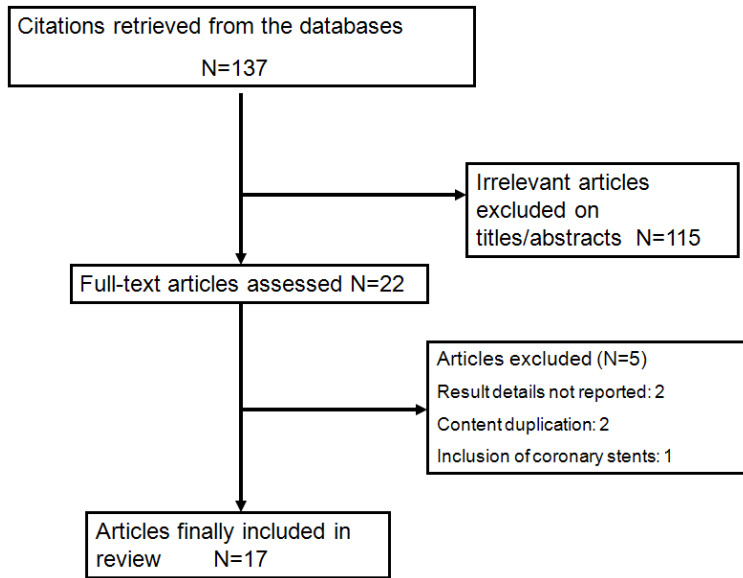 Citations retrieved from the databases
N=137
Irrelevant articles
excluded on
titles/abstracts N=115
Full-text articles assessed N=22
Articles excluded (N=5)
Result details not reported: 2
Content duplication: 2
Inclusion of coronary stents: 1
Articles finally included in
review N=17